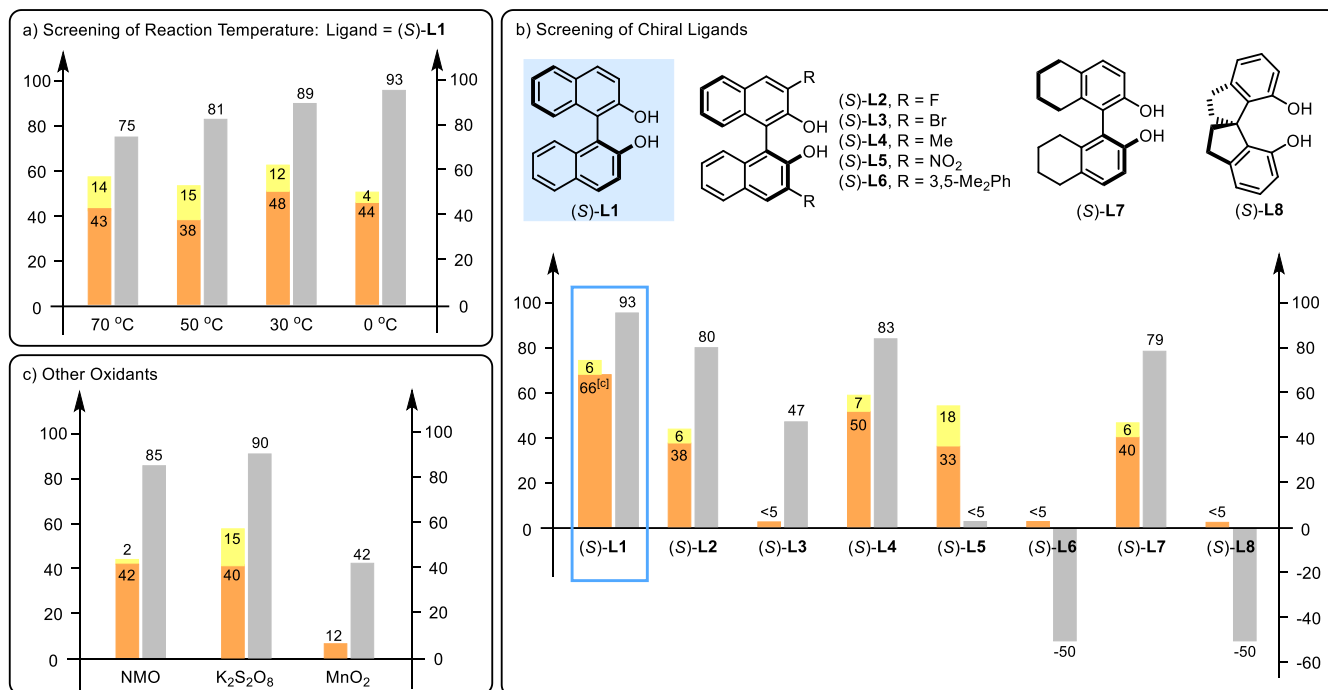 a) Screening of Reaction Temperature: Ligand = (S)-L1
100 100
80 80
60 60
40 40
20 20
0 0
14
43
75
15
38
81
12
48
89
4
44
93
70 °C 50 °C 30 °C 0 °C
b) Screening of Chiral Ligands
OH
OH
(S)-L1
R
OH
OH
R
(S)-L2, R = F
(S)-L3, R = Br
(S)-L4, R = Me
(S)-L5, R = NO₂
(S)-L6, R = 3,5-Me₂Ph
OH
OH
(S)-L7
OH
OH
(S)-L8
100 100
80 80
60 60
40 40
20 20
0 0
-20
-40
-60
6
66[c]
93
6
38
80
<5
47
7
50
83
18
33
<5
<5
-50
6
40
79
<5
-50
(S)-L1 (S)-L2 (S)-L3 (S)-L4 (S)-L5 (S)-L6 (S)-L7 (S)-L8
c) Other Oxidants
100 100
80 80
60 60
40 40
20 20
0 0
2
42
85
15
40
90
12
42
NMO K₂S₂O₈ MnO₂